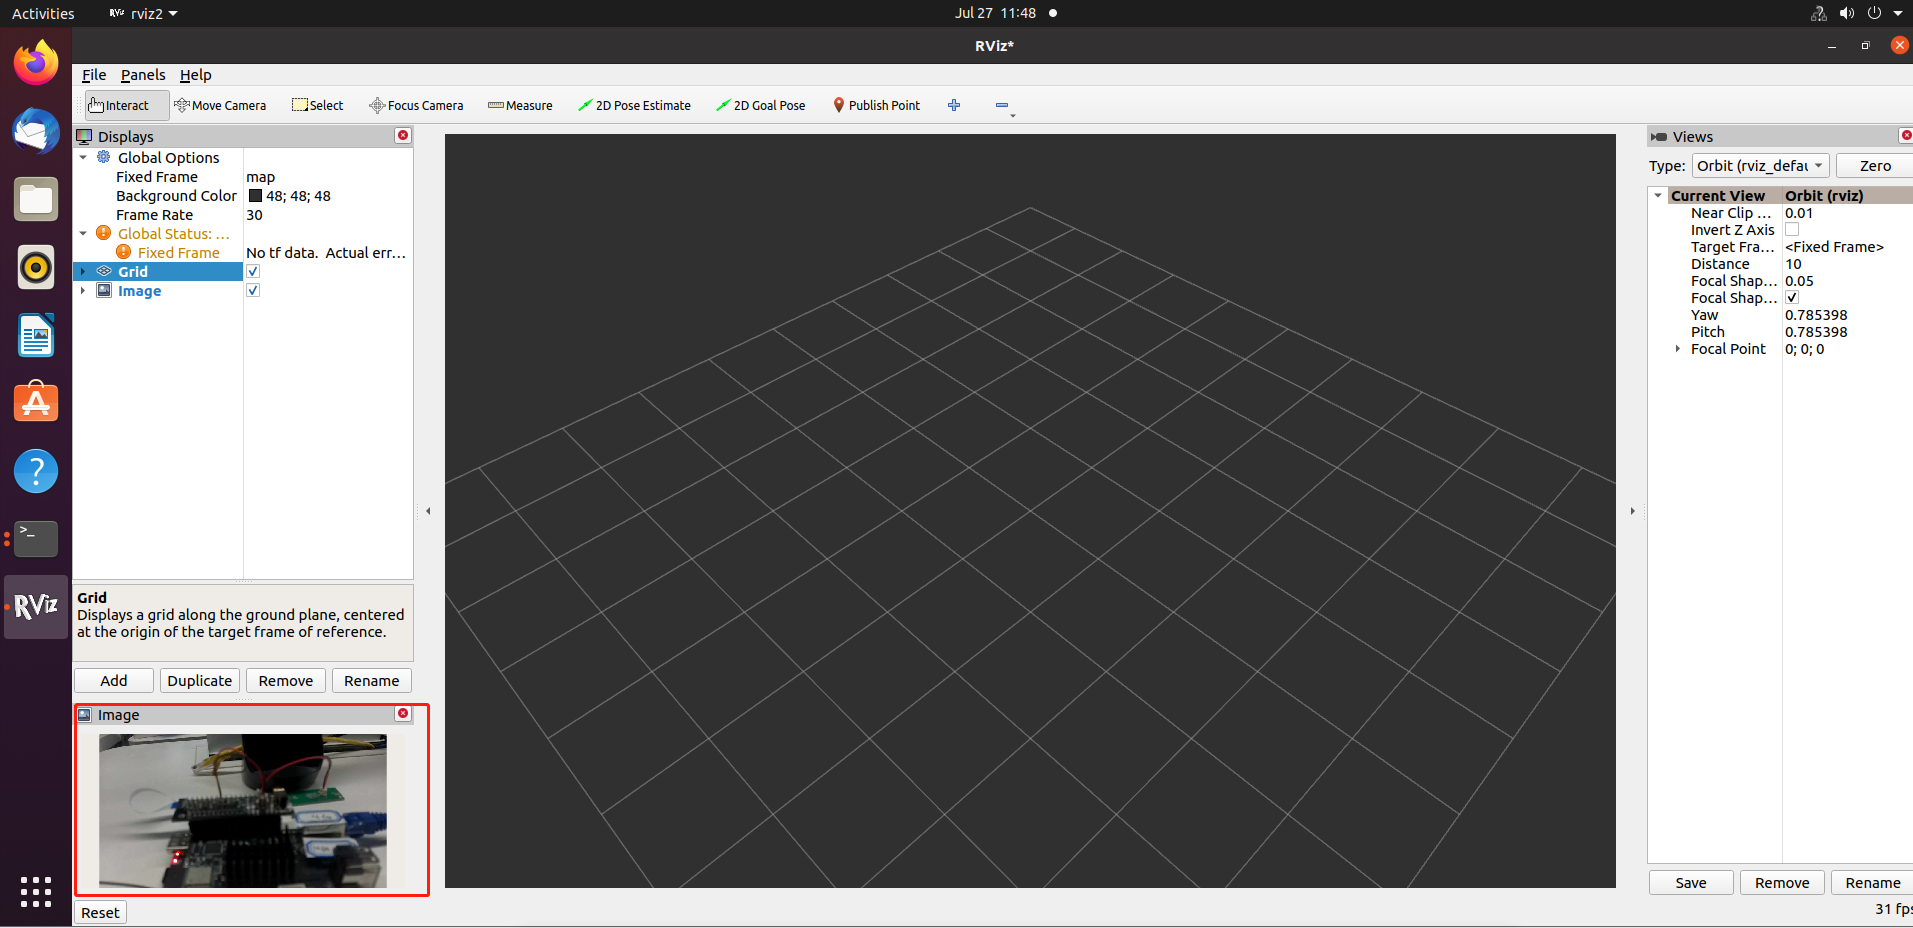 Activities RViz rviz2 Jul 27 11:48
RViz*
File Panels Help
Interact Move Camera Select Focus Camera Measure 2D Pose Estimate 2D Goal Pose Publish Point
Displays
Global Options
Fixed Frame map
Background Color 48; 48; 48
Frame Rate 30
Global Status: ...
Fixed Frame No tf data. Actual err...
Grid
Image
Grid
Displays a grid along the ground plane, centered
at the origin of the target frame of reference.
Add Duplicate Remove Rename
Image
Reset
RViz
Views
Type: Orbit (rviz_defau Zero
Current View Orbit (rviz)
Near Clip ... 0.01
Invert Z Axis
Target Fra... <Fixed Frame>
Distance 10
Focal Shap... 0.05
Focal Shap...
Yaw 0.785398
Pitch 0.785398
Focal Point 0; 0; 0
Save Remove Rename
31 fps